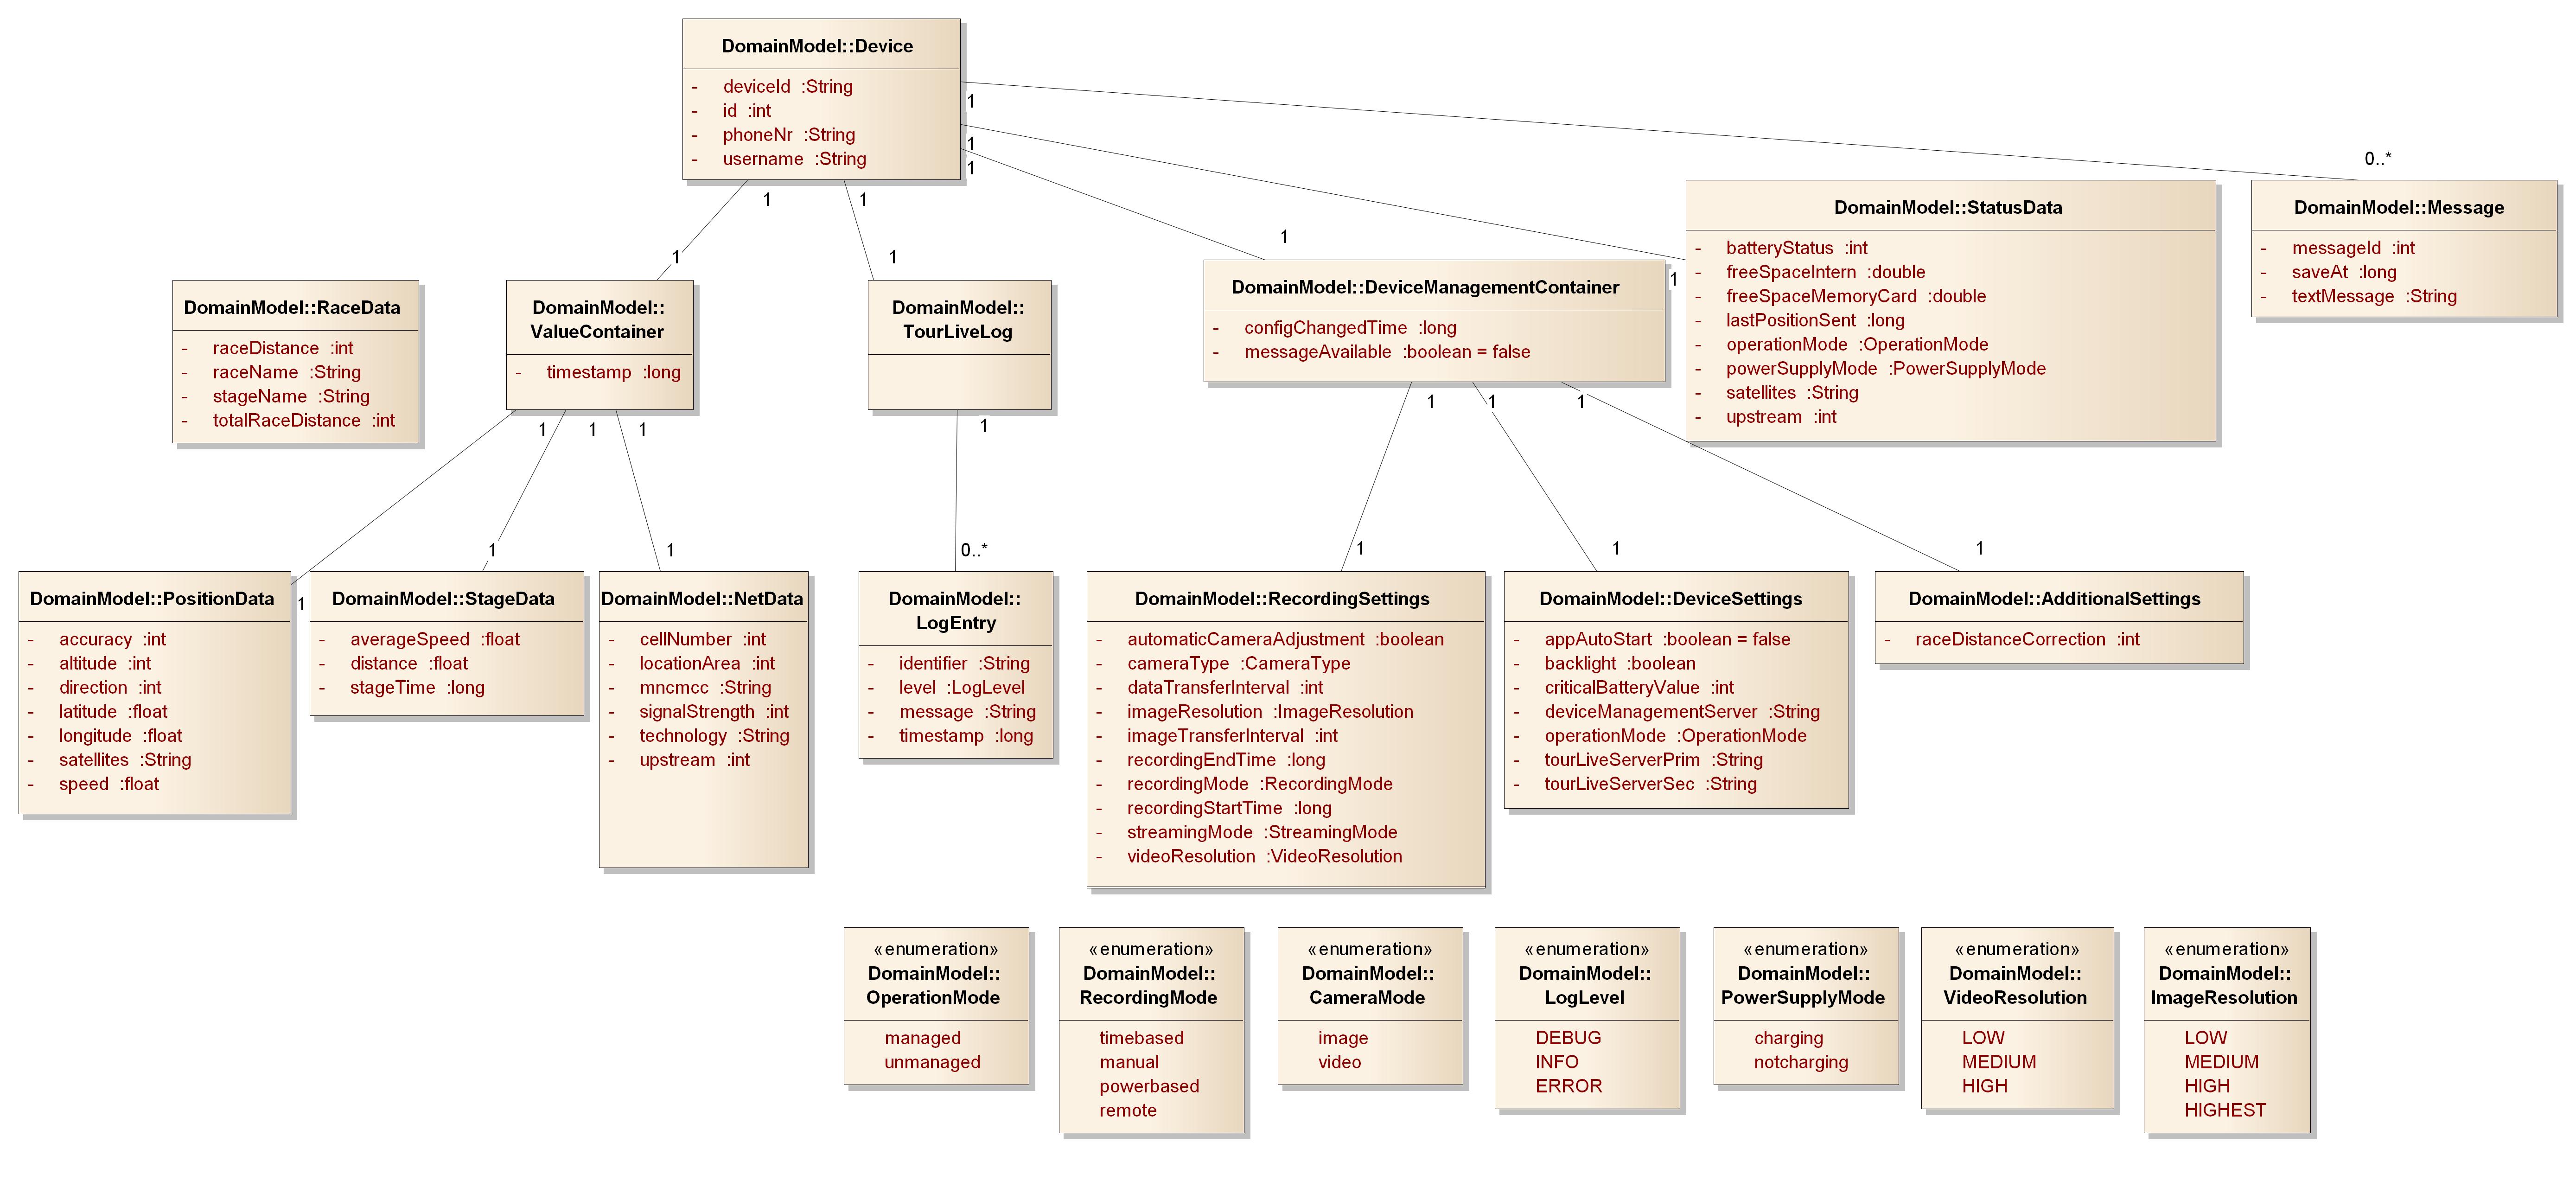 DomainModel::Device
- deviceId :String
- id :int
- phoneNr :String
- username :String
1
1
1
1
1
0..*
1
1
1
1
DomainModel::StatusData
- batteryStatus :int
- freeSpaceIntern :double
- freeSpaceMemoryCard :double
- lastPositionSent :long
- operationMode :OperationMode
- powerSupplyMode :PowerSupplyMode
- satellites :String
- upstream :int
DomainModel::Message
- messageId :int
- saveAt :long
- textMessage :String
DomainModel::RaceData
- raceDistance :int
- raceName :String
- stageName :String
- totalRaceDistance :int
DomainModel::
ValueContainer
- timestamp :long
DomainModel::
TourLiveLog
DomainModel::DeviceManagementContainer
- configChangedTime :long
- messageAvailable :boolean = false
1
1
1
1
1
1
1
1
1
1
0..*
1
1
1
DomainModel::PositionData
- accuracy :int
- altitude :int
- direction :int
- latitude :float
- longitude :float
- satellites :String
- speed :float
DomainModel::StageData
- averageSpeed :float
- distance :float
- stageTime :long
DomainModel::NetData
- cellNumber :int
- locationArea :int
- mncmcc :String
- signalStrength :int
- technology :String
- upstream :int
DomainModel::
LogEntry
- identifier :String
- level :LogLevel
- message :String
- timestamp :long
DomainModel::RecordingSettings
- automaticCameraAdjustment :boolean
- cameraType :CameraType
- dataTransferInterval :int
- imageResolution :ImageResolution
- imageTransferInterval :int
- recordingEndTime :long
- recordingMode :RecordingMode
- recordingStartTime :long
- streamingMode :StreamingMode
- videoResolution :VideoResolution
DomainModel::DeviceSettings
- appAutoStart :boolean = false
- backlight :boolean
- criticalBatteryValue :int
- deviceManagementServer :String
- operationMode :OperationMode
- tourLiveServerPrim :String
- tourLiveServerSec :String
DomainModel::AdditionalSettings
- raceDistanceCorrection :int
«enumeration»
DomainModel::
OperationMode
managed
unmanaged
«enumeration»
DomainModel::
RecordingMode
timebased
manual
powerbased
remote
«enumeration»
DomainModel::
CameraMode
image
video
«enumeration»
DomainModel::
LogLevel
DEBUG
INFO
ERROR
«enumeration»
DomainModel::
PowerSupplyMode
charging
notcharging
«enumeration»
DomainModel::
VideoResolution
LOW
MEDIUM
HIGH
«enumeration»
DomainModel::
ImageResolution
LOW
MEDIUM
HIGH
HIGHEST